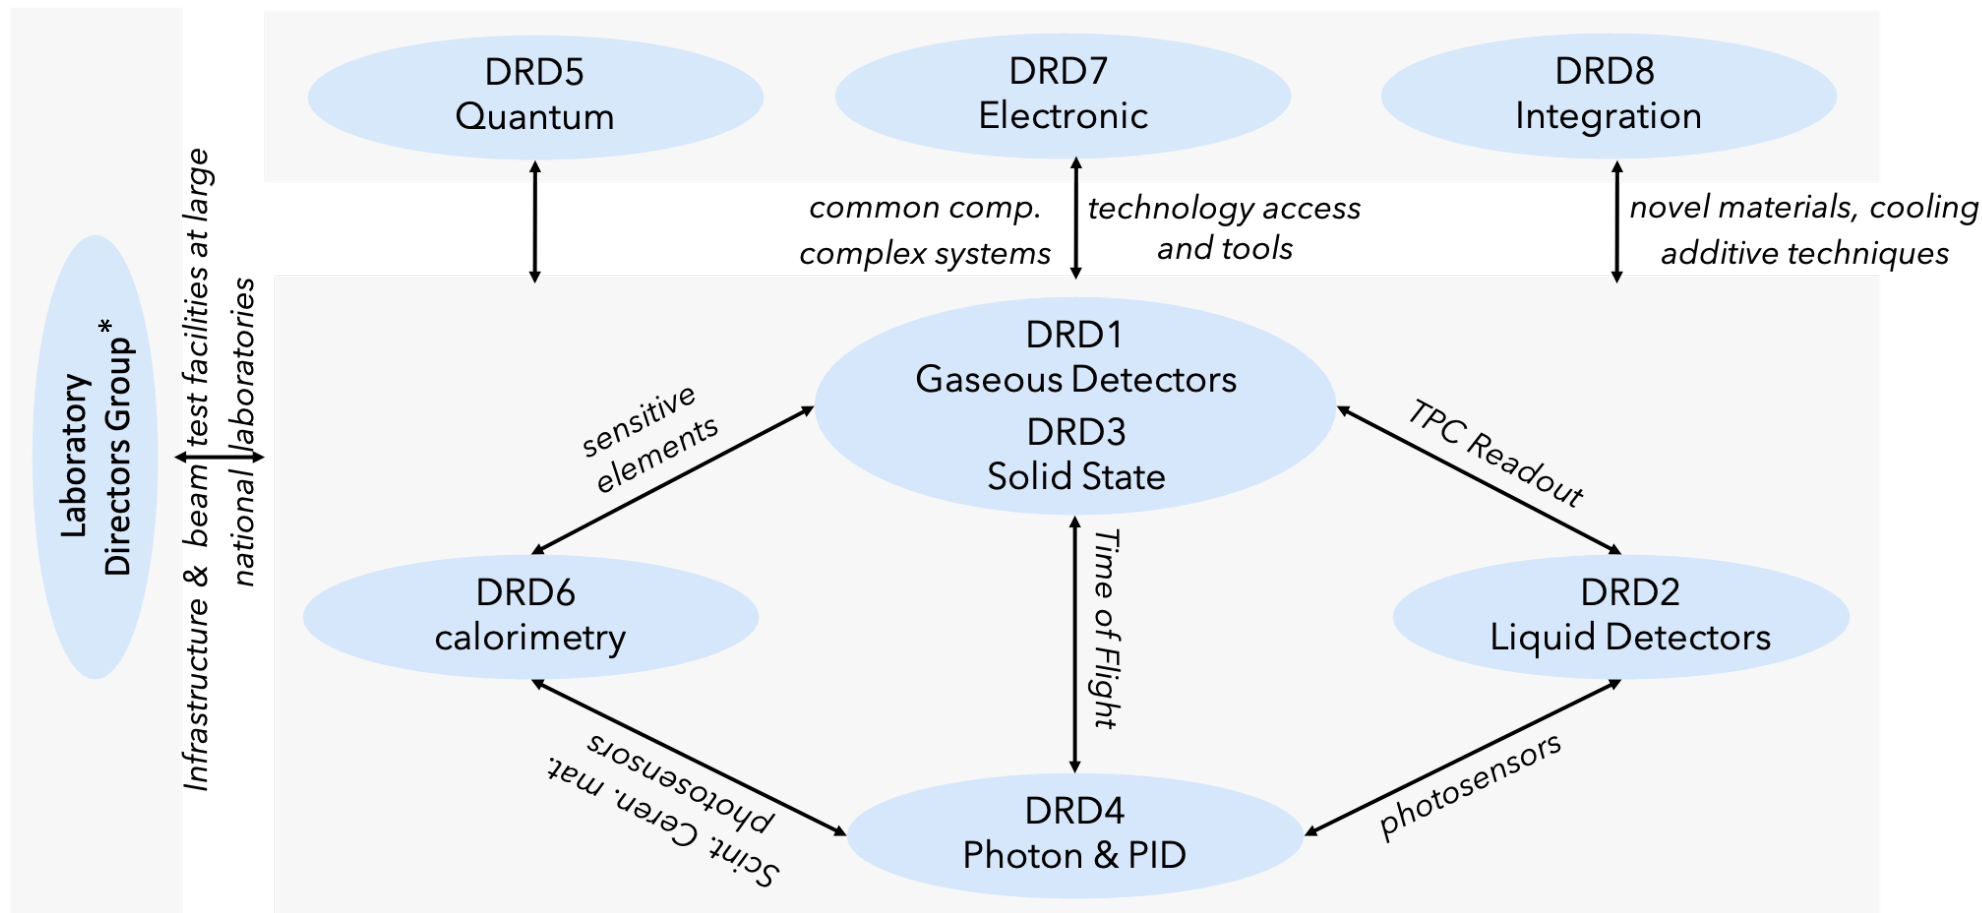 DRD5
Quantum
DRD7
Electronic
DRD8
Integration
common comp.
complex systems
technology access
and tools
novel materials, cooling
additive techniques
Laboratory
Directors Group*
Infrastructure & beam test facilities at large
national laboratories
DRD1
Gaseous Detectors
DRD3
Solid State
sensitive
elements
TPC Readout
Time of Flight
DRD6
calorimetry
DRD2
Liquid Detectors
Scint. Ceren. mat.
photosensors
photosensors
DRD4
Photon & PID